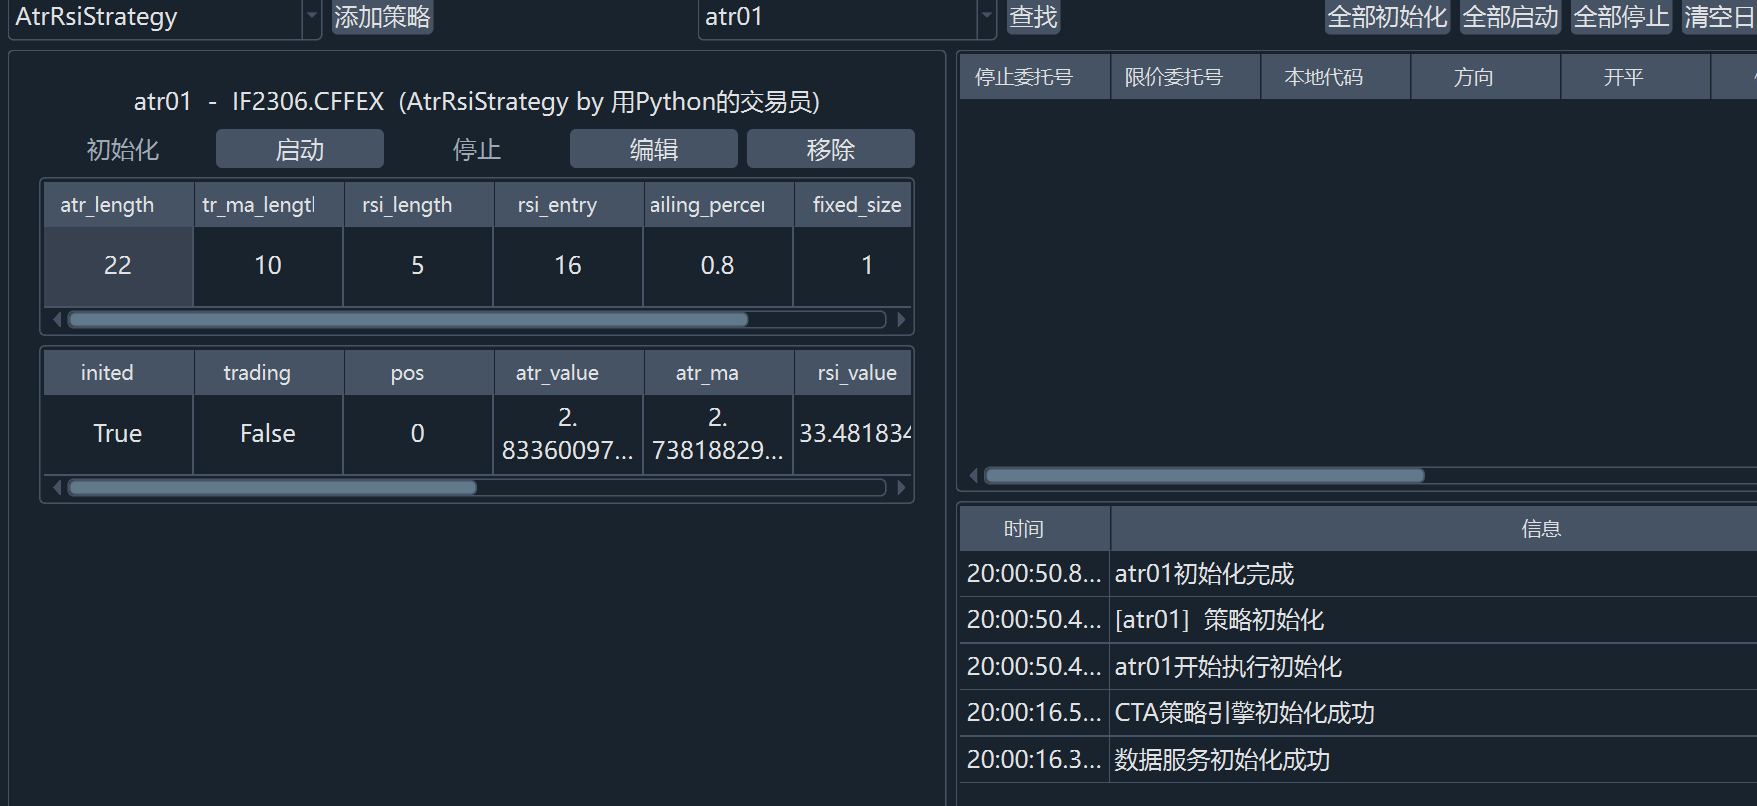 AtrRsiStrategy 添加策略 atr01 查找 全部初始化 全部启动 全部停止 清空日
atr01 - IF2306.CFFEX (AtrRsiStrategy by 用Python的交易员)
初始化 启动 停止 编辑 移除
atr_length tr_ma_lengtl rsi_length rsi_entry ailing_percer fixed_size
22 10 5 16 0.8 1
inited trading pos atr_value atr_ma rsi_value
True False 0 2.83360097... 2.73818829... 33.481834
停止委托号 限价委托号 本地代码 方向 开平
时间 信息
20:00:50.8... atr01初始化完成
20:00:50.4... [atr01] 策略初始化
20:00:50.4... atr01开始执行初始化
20:00:16.5... CTA策略引擎初始化成功
20:00:16.3... 数据服务初始化成功